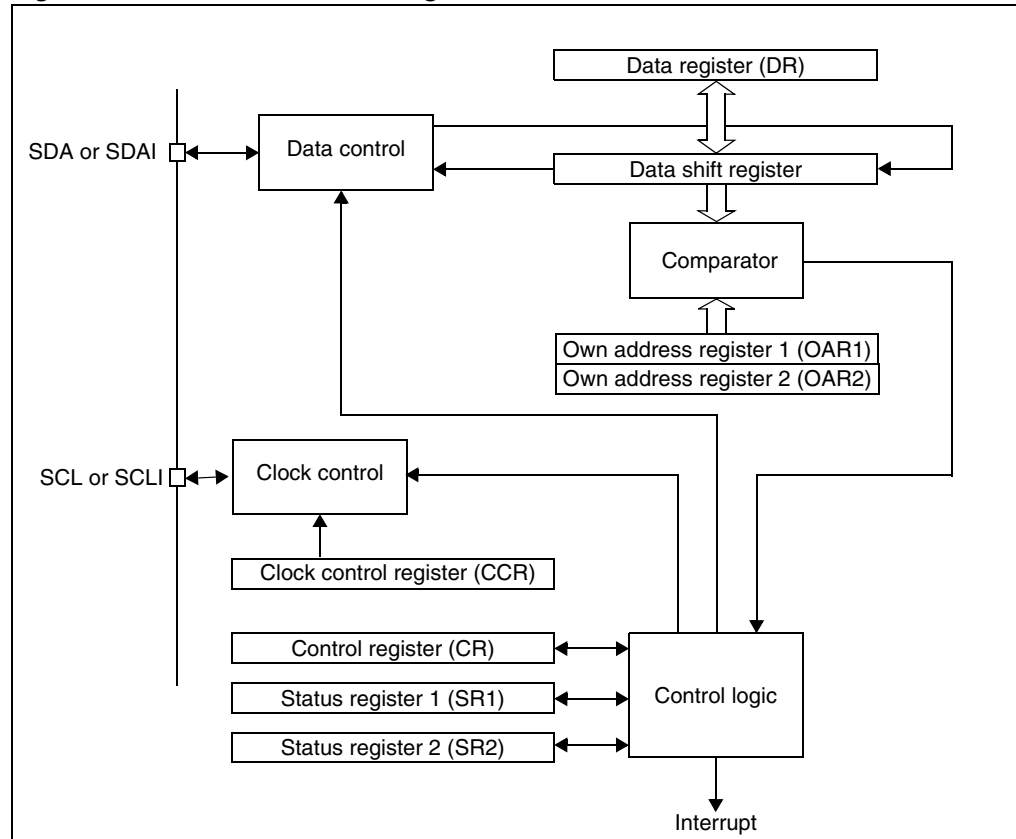 Data register (DR)
SDA or SDAI
Data control
Data shift register
Comparator
Own address register 1 (OAR1)
Own address register 2 (OAR2)
SCL or SCLI
Clock control
Clock control register (CCR)
Control register (CR)
Status register 1 (SR1)
Control logic
Status register 2 (SR2)
Interrupt